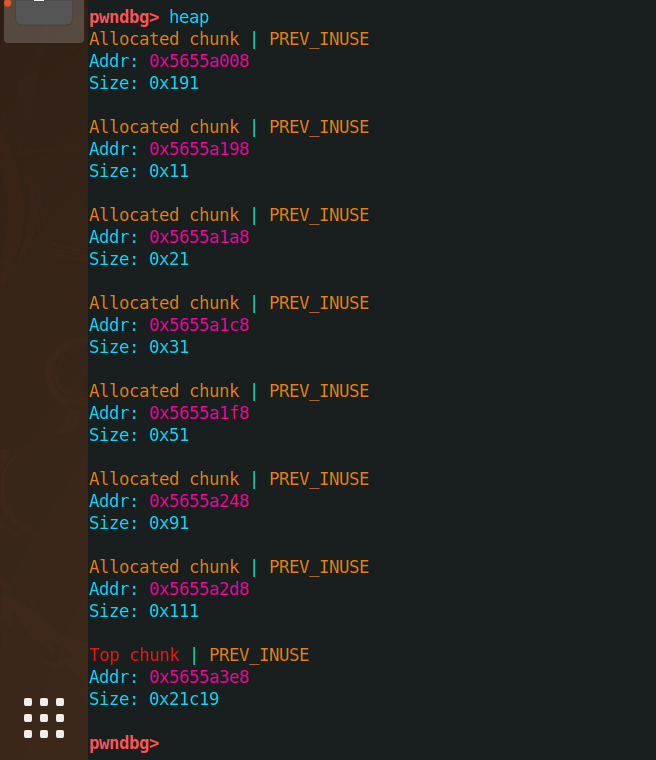 pwndbg> heap
Allocated chunk | PREV_INUSE
Addr: 0x5655a008
Size: 0x191
Allocated chunk | PREV_INUSE
Addr: 0x5655a198
Size: 0x11
Allocated chunk | PREV_INUSE
Addr: 0x5655a1a8
Size: 0x21
Allocated chunk | PREV_INUSE
Addr: 0x5655a1c8
Size: 0x31
Allocated chunk | PREV_INUSE
Addr: 0x5655a1f8
Size: 0x51
Allocated chunk | PREV_INUSE
Addr: 0x5655a248
Size: 0x91
Allocated chunk | PREV_INUSE
Addr: 0x5655a2d8
Size: 0x111
Top chunk | PREV_INUSE
Addr: 0x5655a3e8
Size: 0x21c19
pwndbg>